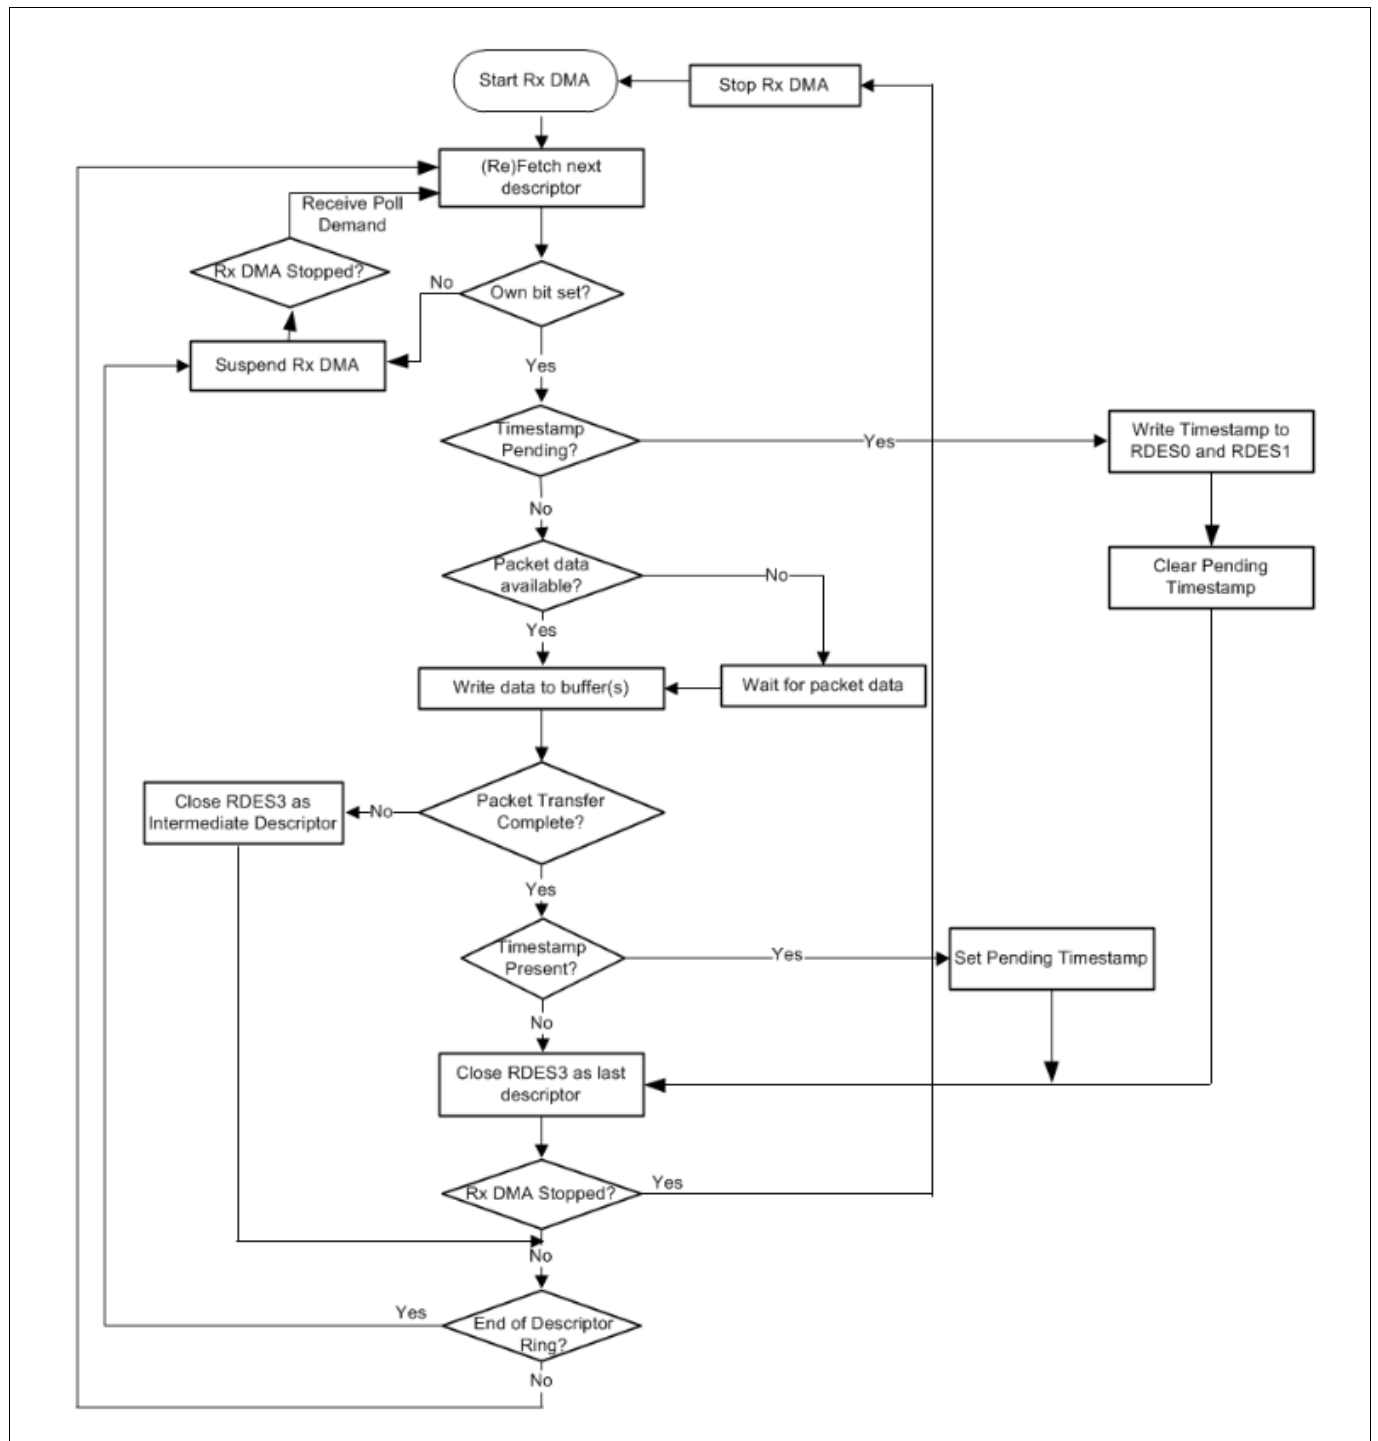 Start Rx DMA
Stop Rx DMA
(Re)Fetch next
descriptor
Receive Poll
Demand
Rx DMA Stopped?
No
Own bit set?
Suspend Rx DMA
Yes
Timestamp
Pending?
Yes
Write Timestamp to
RDES0 and RDES1
No
Packet data
available?
No
Clear Pending
Timestamp
Yes
Write data to buffer(s)
Wait for packet data
Close RDES3 as
Intermediate Descriptor
No
Packet Transfer
Complete?
Yes
Timestamp
Present?
Yes
Set Pending Timestamp
No
Close RDES3 as last
descriptor
Rx DMA Stopped?
Yes
No
Yes
End of Descriptor
Ring?
No